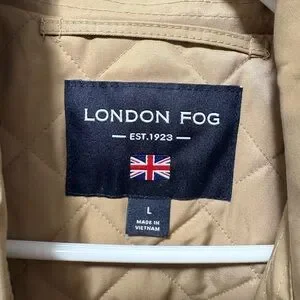 LONDON FOG
EST.1923
L
MADE IN
VIETNAM